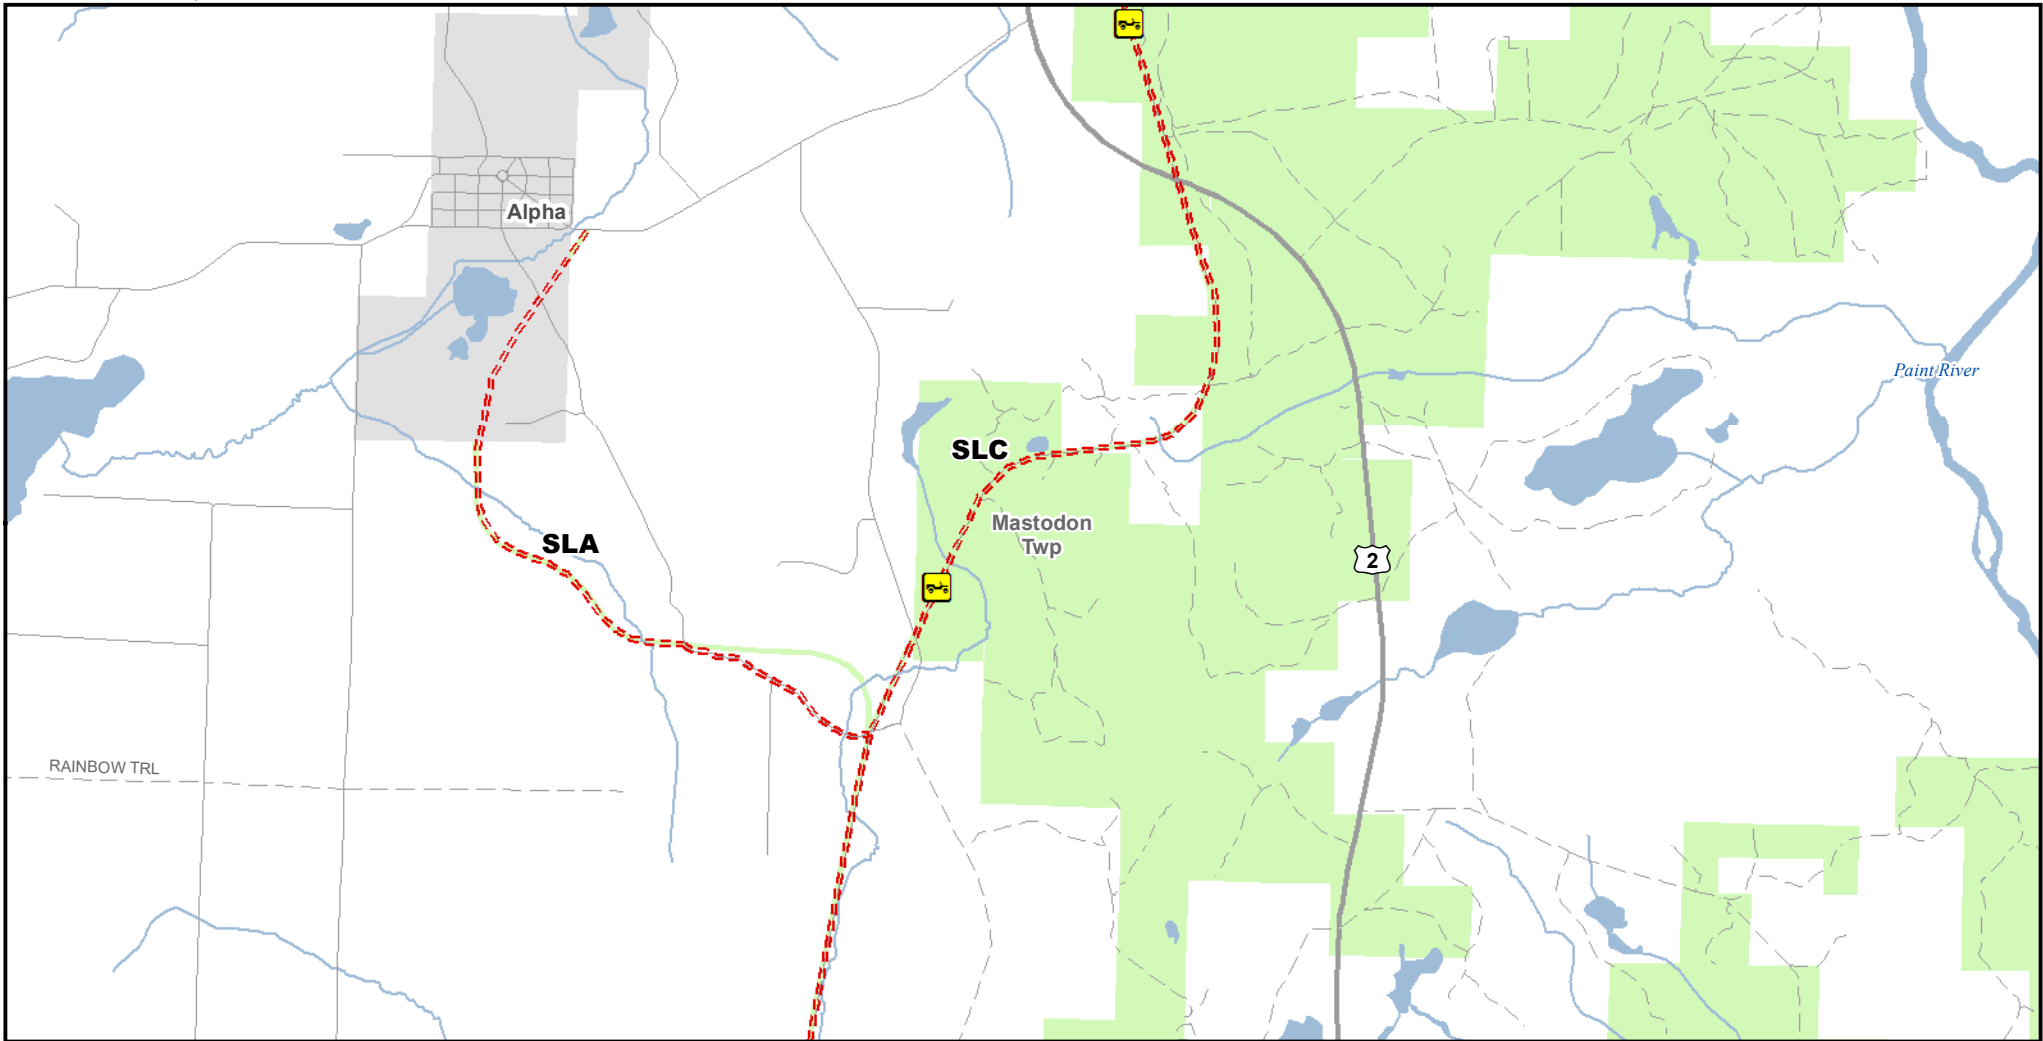 Alpha
Paint River
SLC
Mastodon
Twp
SLA
2
RAINBOW TRL